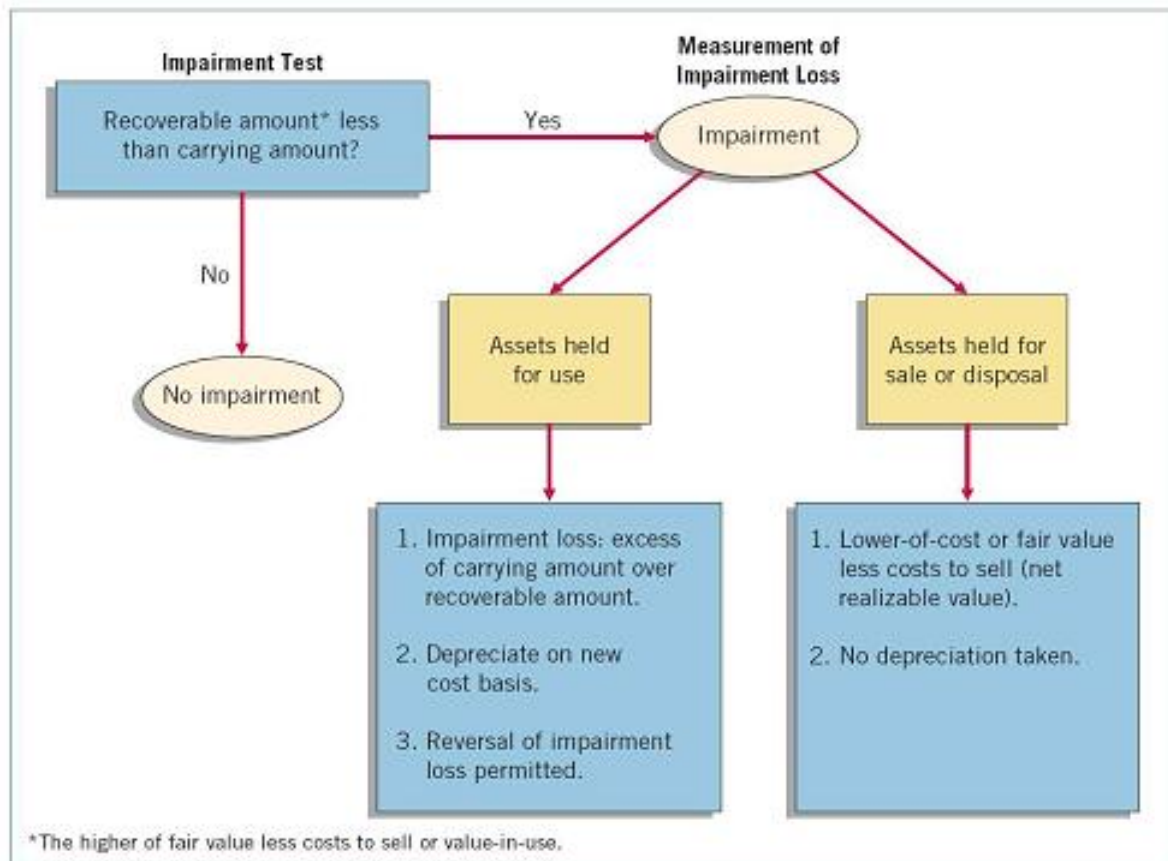 Impairment Test
Measurement of
Impairment Loss
Recoverable amount* less
than carrying amount?
Yes
Impairment
No
No impairment
Assets held
for use
Assets held for
sale or disposal
1. Impairment loss: excess
of carrying amount over
recoverable amount.
2. Depreciate on new
cost basis.
3. Reversal of impairment
loss permitted.
1. Lower-of-cost or fair value
less costs to sell (net
realizable value).
2. No depreciation taken.
*The higher of fair value less costs to sell or value-in-use.